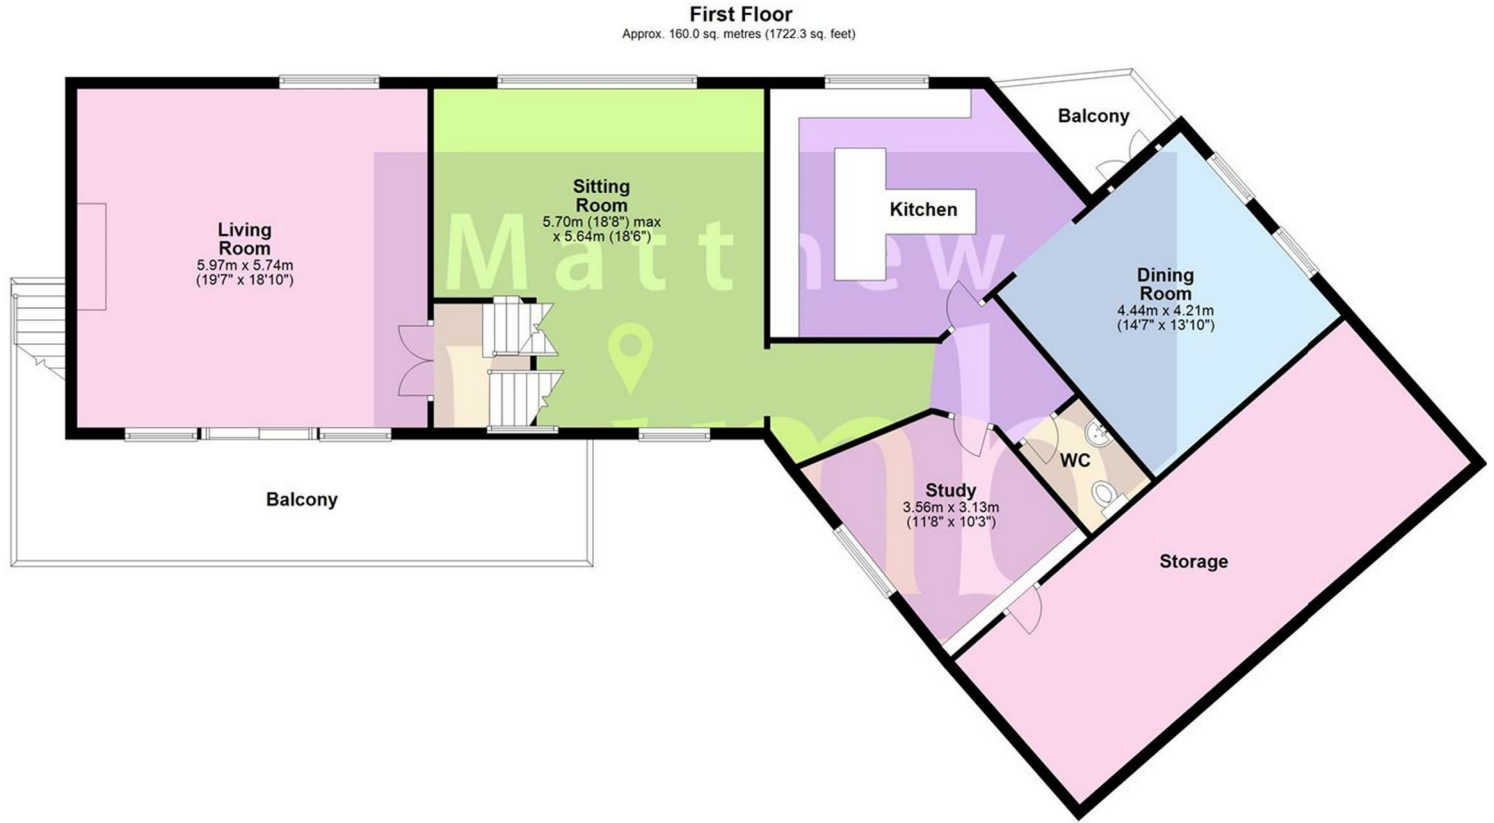 First Floor
Approx. 160.0 sq. metres (1722.3 sq. feet)
Balcony
Sitting
Room
5.70m (18'8") max
x 5.64m (18'6")
Kitchen
Living
Room
5.97m x 5.74m
(19'7" x 18'10")
Matthew
Dining
Room
4.44m x 4.21m
(14'7" x 13'10")
WC
Study
3.56m x 3.13m
(11'8" x 10'3")
Balcony
Storage